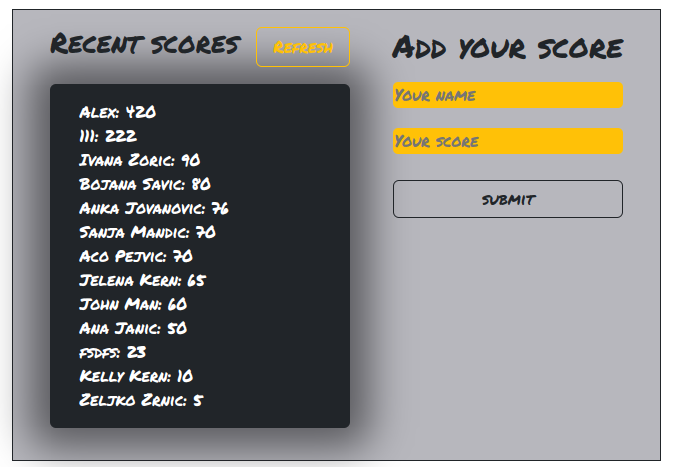 Recent scores
Refresh
Alex: 420
111: 222
Ivana Zoric: 90
Bojana Savic: 80
Anka Jovanovic: 76
Sanja Mandic: 70
Aco Pejvic: 70
Jelena Kern: 65
John Man: 60
Ana Janic: 50
fsdfs: 23
Kelly Kern: 10
Zeljko Zrnic: 5
Add your score
Your name
Your score
submit